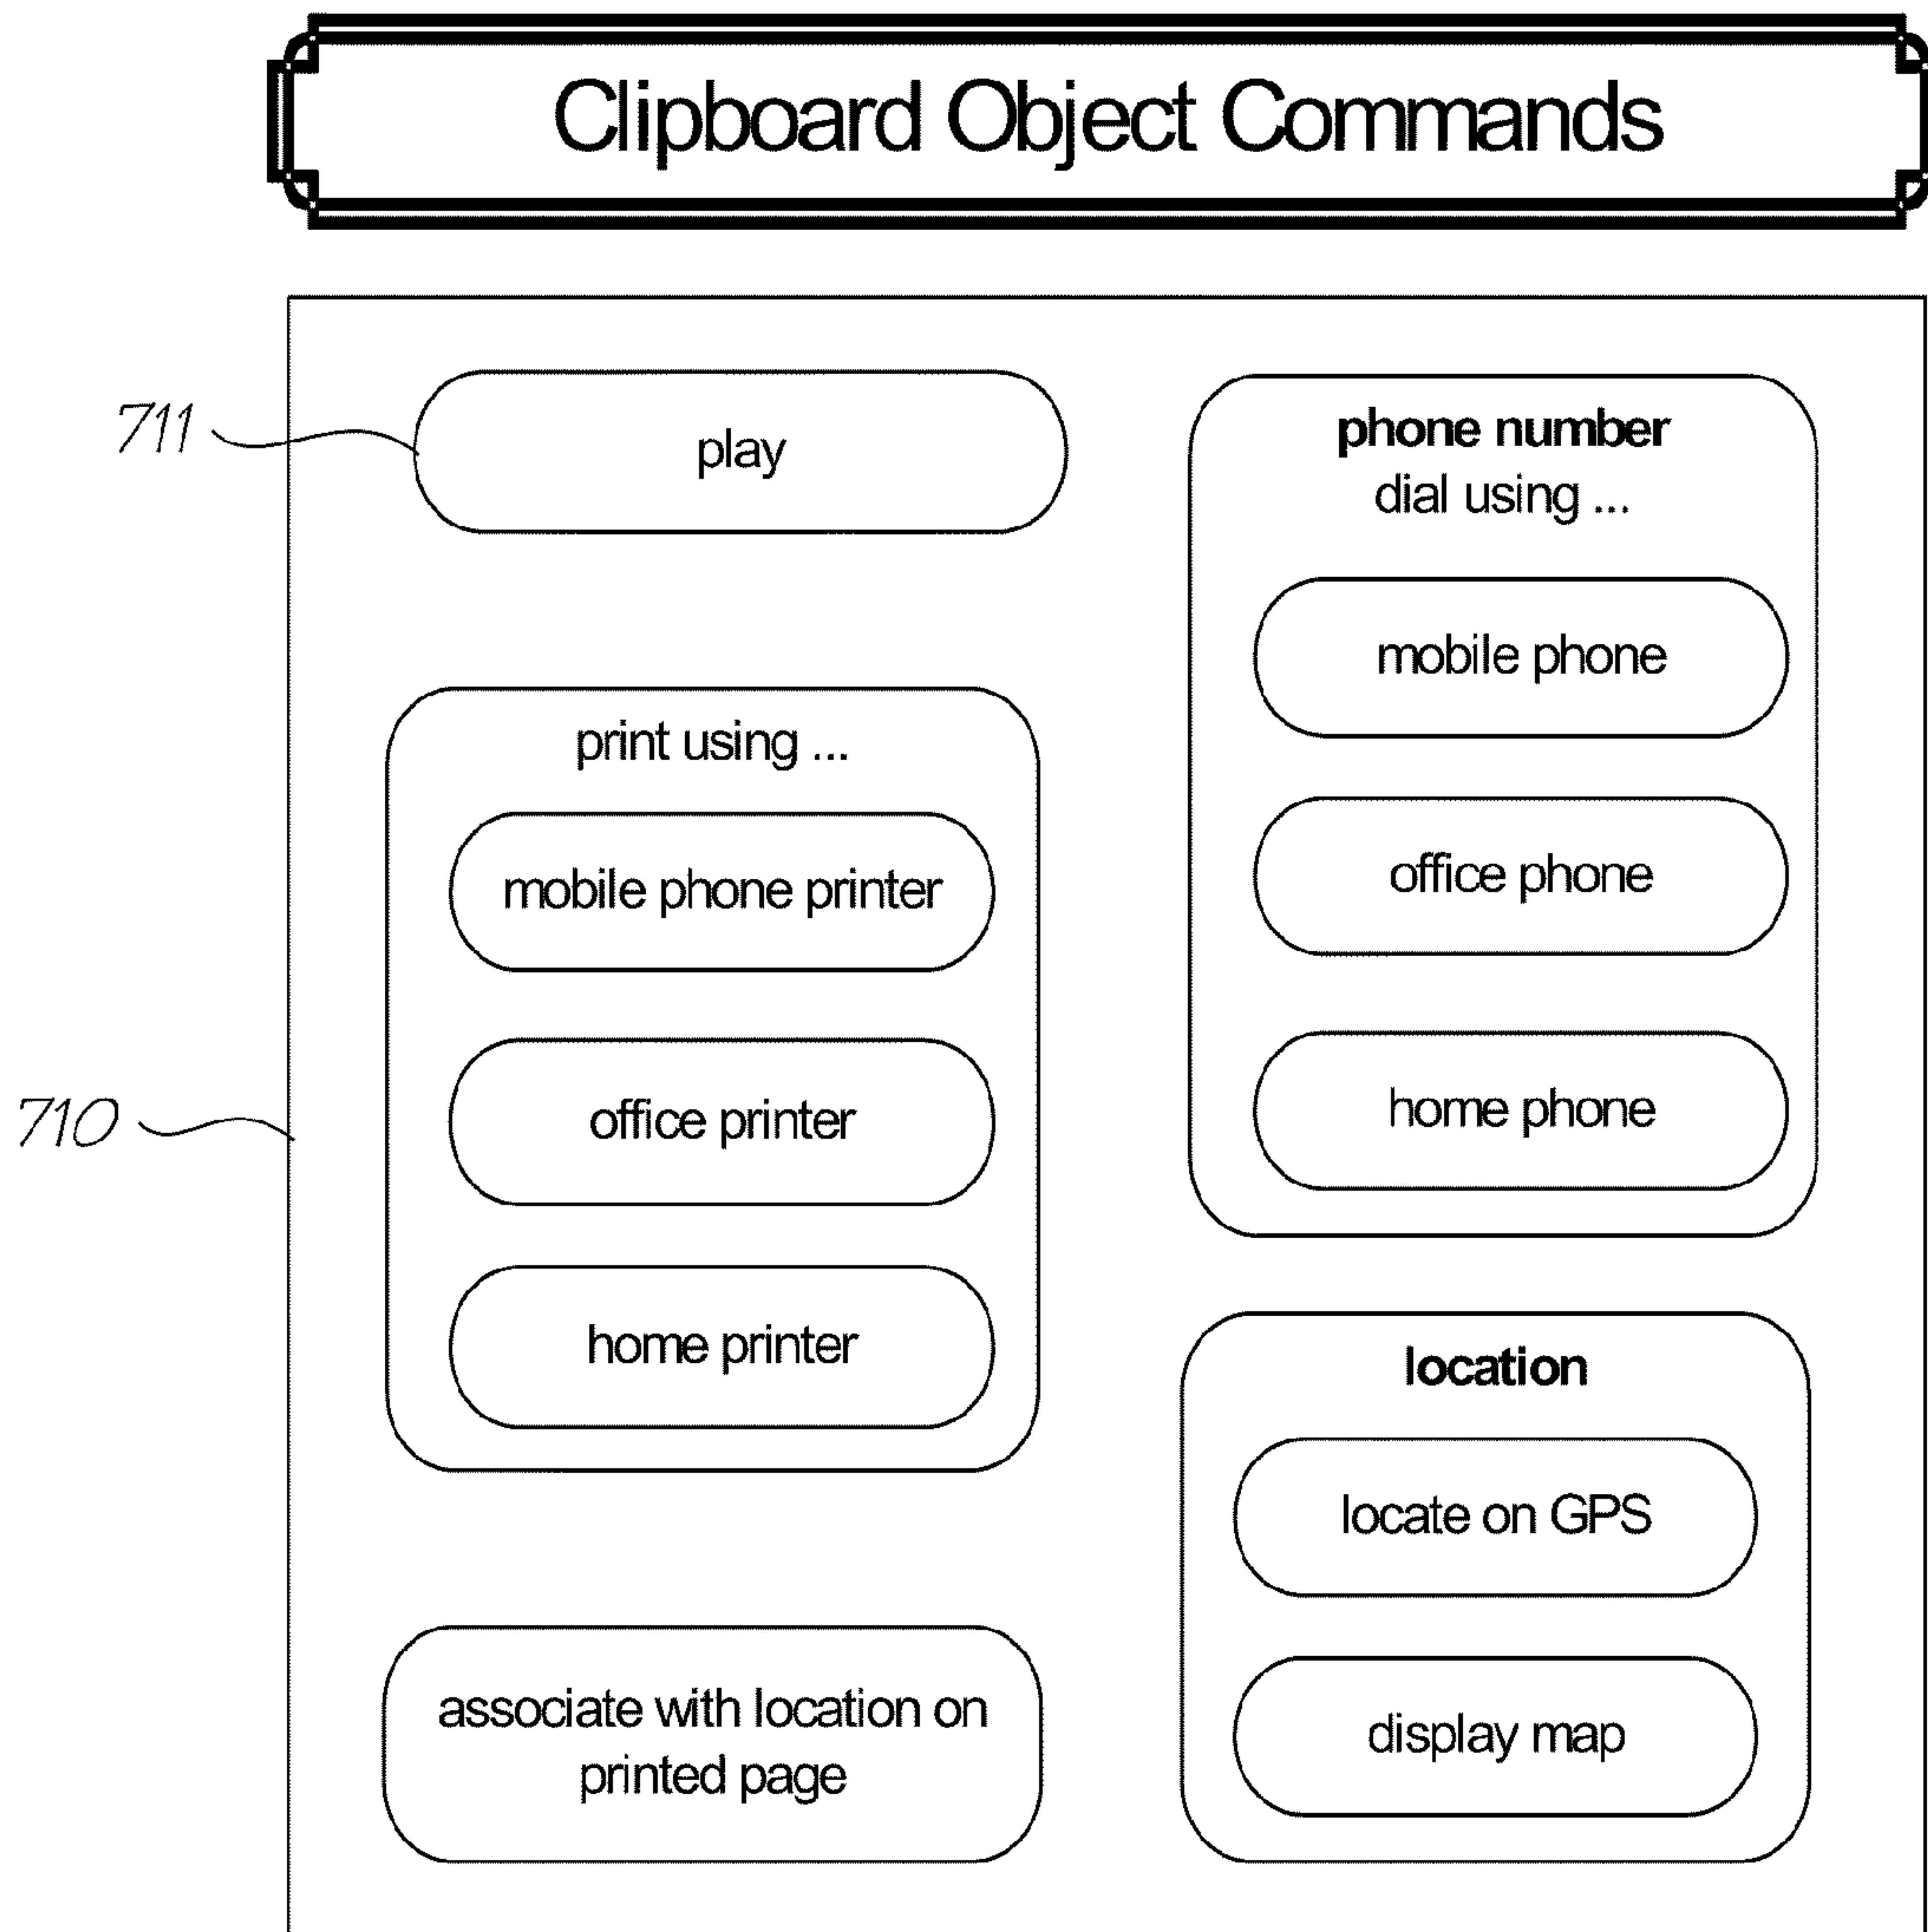 Clipboard Object Commands
711
play
print using ...
mobile phone printer
office printer
home printer
710
associate with location on
printed page
phone number
dial using ...
mobile phone
office phone
home phone
location
locate on GPS
display map